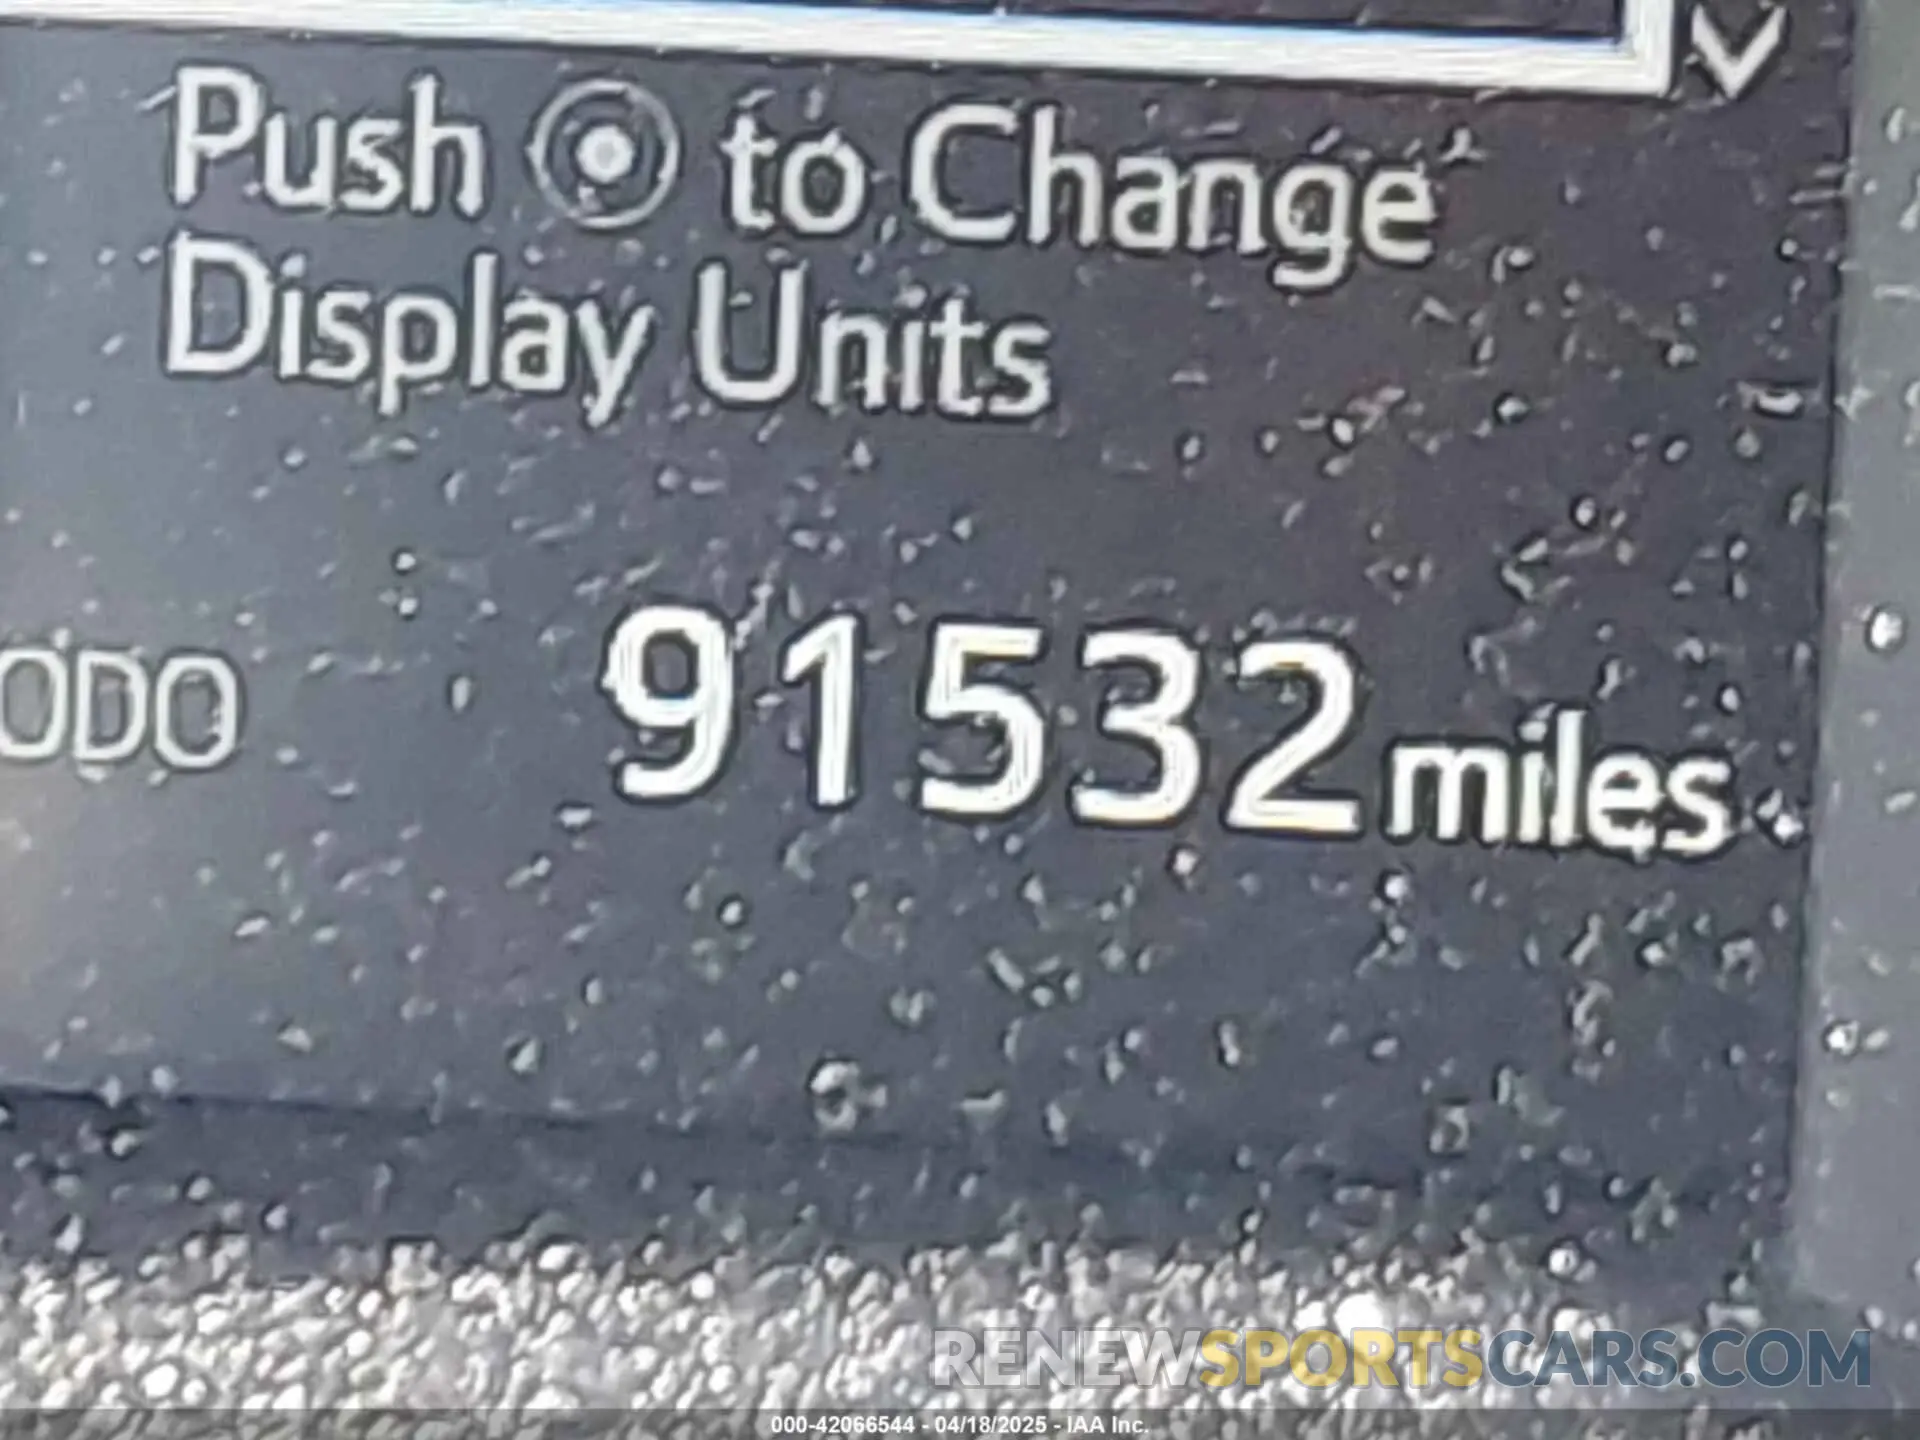 Push to Change
Display Units
ODO 91532 miles
RENEWSPORTSCARS.COM
000-42066544 - 04/18/2025 - IAA Inc.